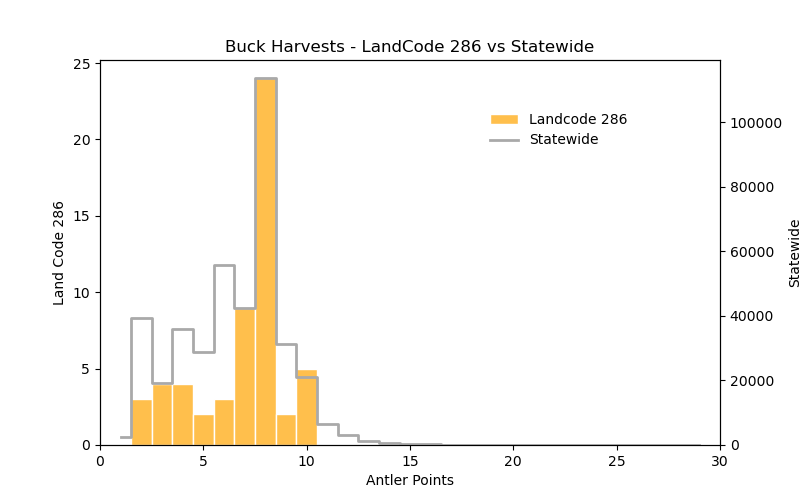 Buck Harvests - LandCode 286 vs Statewide
25
20
15
10
5
0
Land Code 286
Landcode 286
Statewide
100000
80000
60000
40000
20000
0
Statewide
0 5 10 15 20 25 30
Antler Points